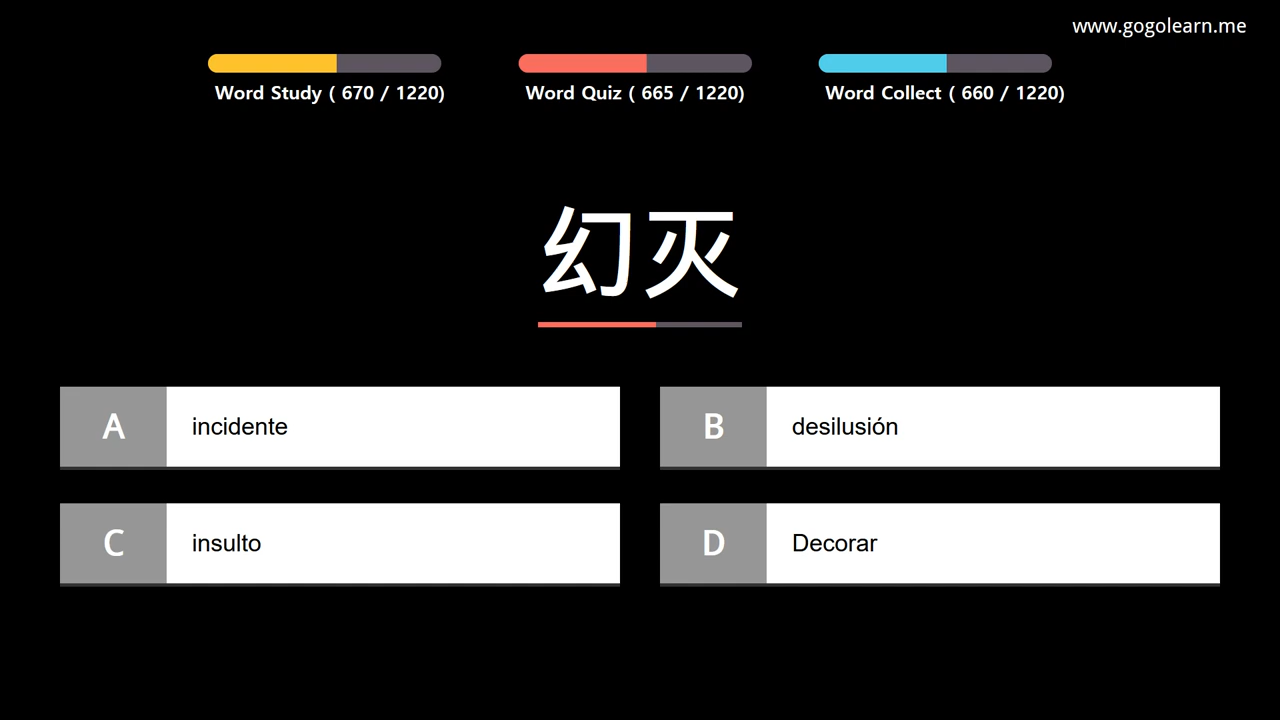 www.gogolearn.me
Word Study ( 670 / 1220)
Word Quiz ( 665 / 1220)
Word Collect ( 660 / 1220)
幻灭
A incidente
B desilusión
C insulto
D Decorar